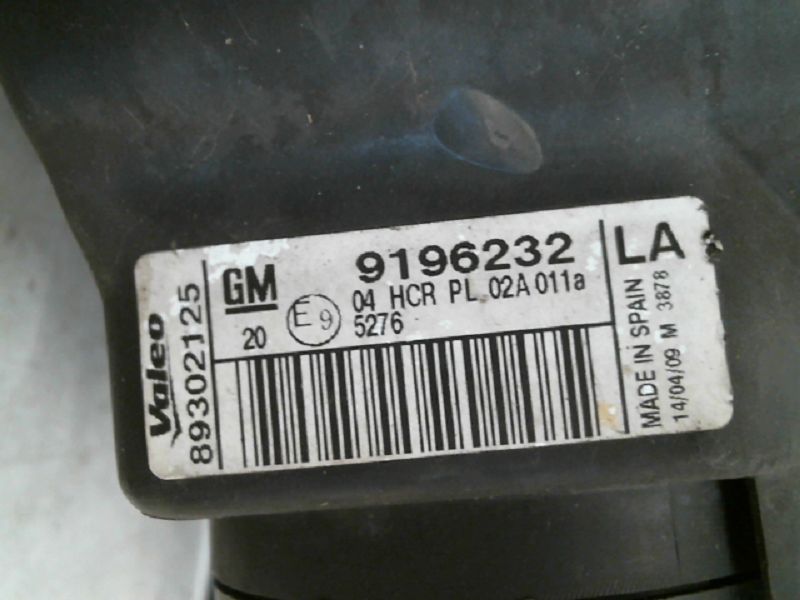 Valeo
89302125
GM
20
E9
9196232
04 HCR PL 02A 011a
5276
LA
MADE IN SPAIN
14/04/09 M 3878